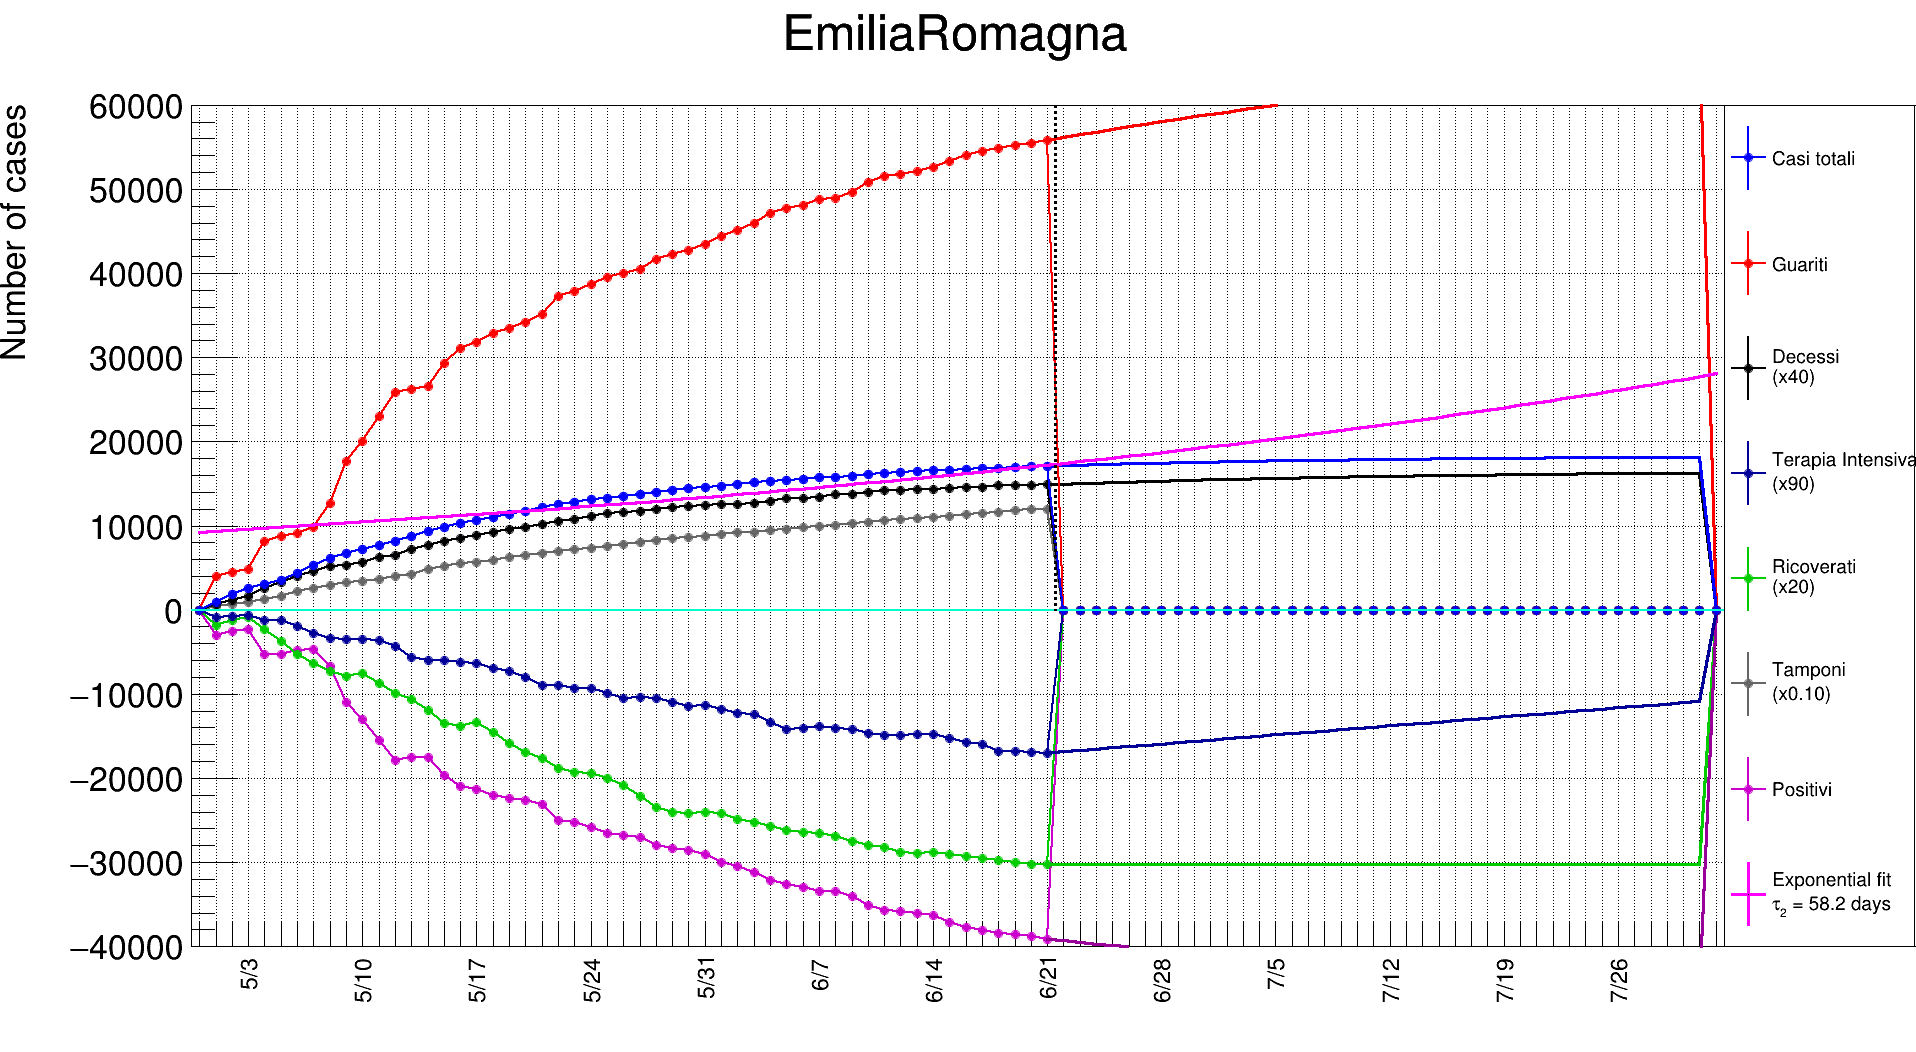 EmiliaRomagna
Number of cases
60000
50000
40000
30000
20000
10000
0
−10000
−20000
−30000
−40000
5/3
5/10
5/17
5/24
5/31
6/7
6/14
6/21
6/28
7/5
7/12
7/19
7/26
Casi totali
Guariti
Decessi
(x40)
Terapia Intensiva
(x90)
Ricoverati
(x20)
Tamponi
(x0.10)
Positivi
Exponential fit
τ2 = 58.2 days